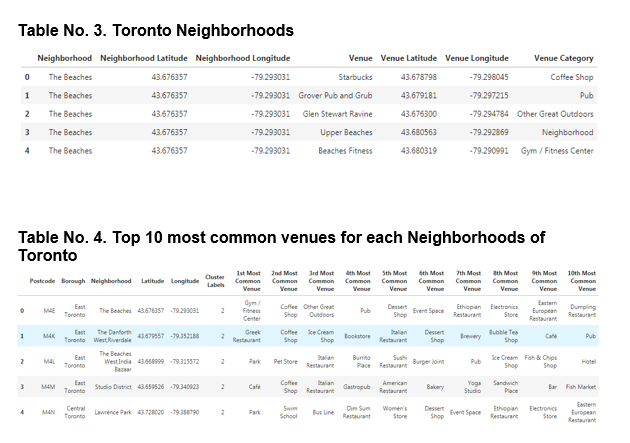 Table No. 3. Toronto Neighborhoods
Neighborhood Neighborhood Latitude Neighborhood Longitude Venue Venue Latitude Venue Longitude Venue Category
0 The Beaches 43.676357 -79.293031 Starbucks 43.678798 -79.298045 Coffee Shop
1 The Beaches 43.676357 -79.293031 Grover Pub and Grub 43.679181 -79.297215 Pub
2 The Beaches 43.676357 -79.293031 Glen Stewart Ravine 43.676300 -79.294784 Other Great Outdoors
3 The Beaches 43.676357 -79.293031 Upper Beaches 43.680563 -79.292869 Neighborhood
4 The Beaches 43.676357 -79.293031 Beaches Fitness 43.680319 -79.290991 Gym / Fitness Center
Table No. 4. Top 10 most common venues for each Neighborhoods of
Toronto
Postcode Borough Neighborhood Latitude Longitude Cluster Labels 1st Most Common Venue 2nd Most Common Venue 3rd Most Common Venue 4th Most Common Venue 5th Most Common Venue 6th Most Common Venue 7th Most Common Venue 8th Most Common Venue 9th Most Common Venue 10th Most Common Venue
0 M4E East Toronto The Beaches 43.676357 -79.293031 2 Gym / Fitness Center Coffee Shop Other Great Outdoors Pub Dessert Shop Event Space Ethiopian Restaurant Electronics Store Eastern European Restaurant Dumpling Restaurant
1 M4K East Toronto The Danforth West,Riverdale 43.679557 -79.352188 2 Greek Restaurant Coffee Shop Ice Cream Shop Bookstore Italian Restaurant Dessert Shop Brewery Bubble Tea Shop Café Pub
2 M4L East Toronto The Beaches West,India Bazaar 43.668999 -79.315572 2 Park Pet Store Italian Restaurant Burrito Place Sushi Restaurant Burger Joint Pub Ice Cream Shop Fish & Chips Shop Hotel
3 M4M East Toronto Studio District 43.659526 -79.340923 2 Café Coffee Shop Italian Restaurant Gastropub American Restaurant Bakery Yoga Studio Sandwich Place Bar Fish Market
4 M4N Central Toronto Lawrence Park 43.728020 -79.388790 2 Park Swim School Bus Line Dim Sum Restaurant Women's Store Dessert Shop Event Space Ethiopian Restaurant Electronics Store Eastern European Restaurant